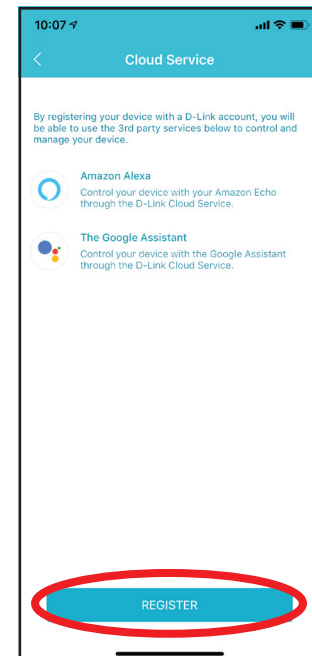 10:07
Cloud Service
By registering your device with a D-Link account, you will
be able to use the 3rd party services below to control and
manage your device.
Amazon Alexa
Control your device with your Amazon Echo
through the D-Link Cloud Service.
The Google Assistant
Control your device with the Google Assistant
through the D-Link Cloud Service.
REGISTER